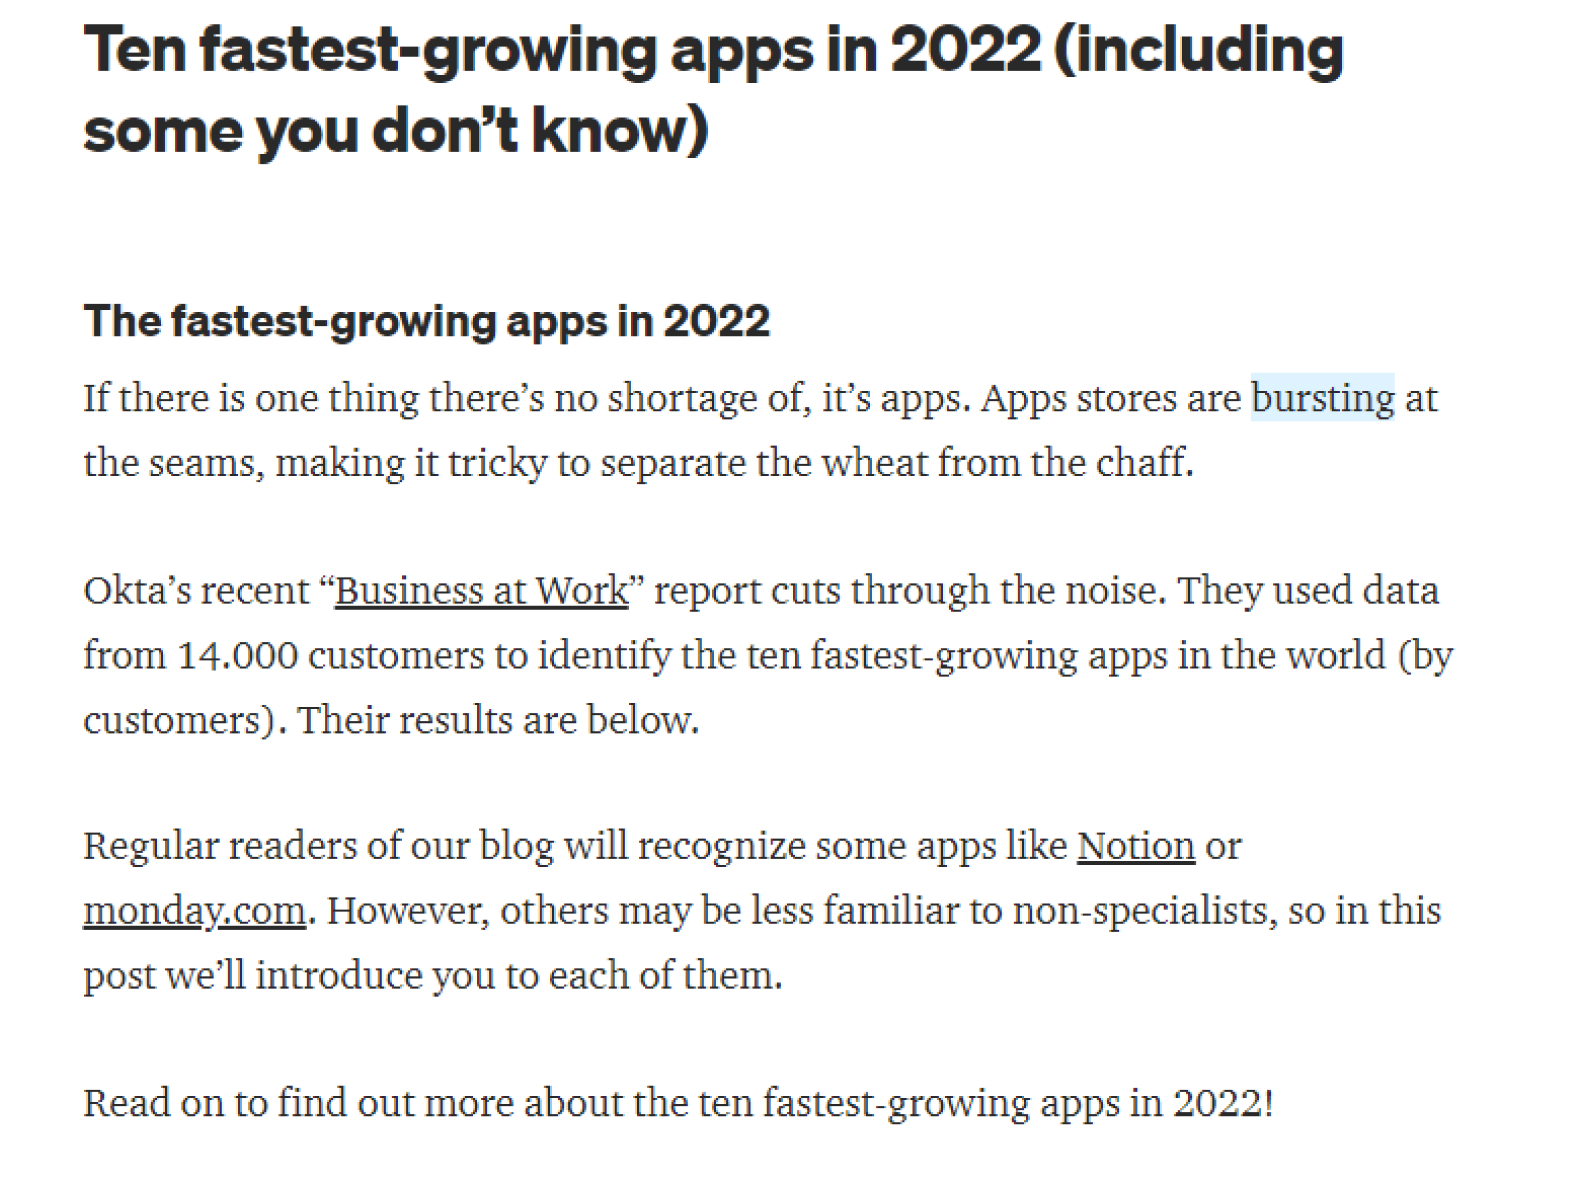 Ten fastest-growing apps in 2022 (including
some you don’t know)
The fastest-growing apps in 2022
If there is one thing there’s no shortage of, it’s apps. Apps stores are bursting at
the seams, making it tricky to separate the wheat from the chaff.
Okta’s recent “Business at Work” report cuts through the noise. They used data
from 14.000 customers to identify the ten fastest-growing apps in the world (by
customers). Their results are below.
Regular readers of our blog will recognize some apps like Notion or
monday.com. However, others may be less familiar to non-specialists, so in this
post we’ll introduce you to each of them.
Read on to find out more about the ten fastest-growing apps in 2022!